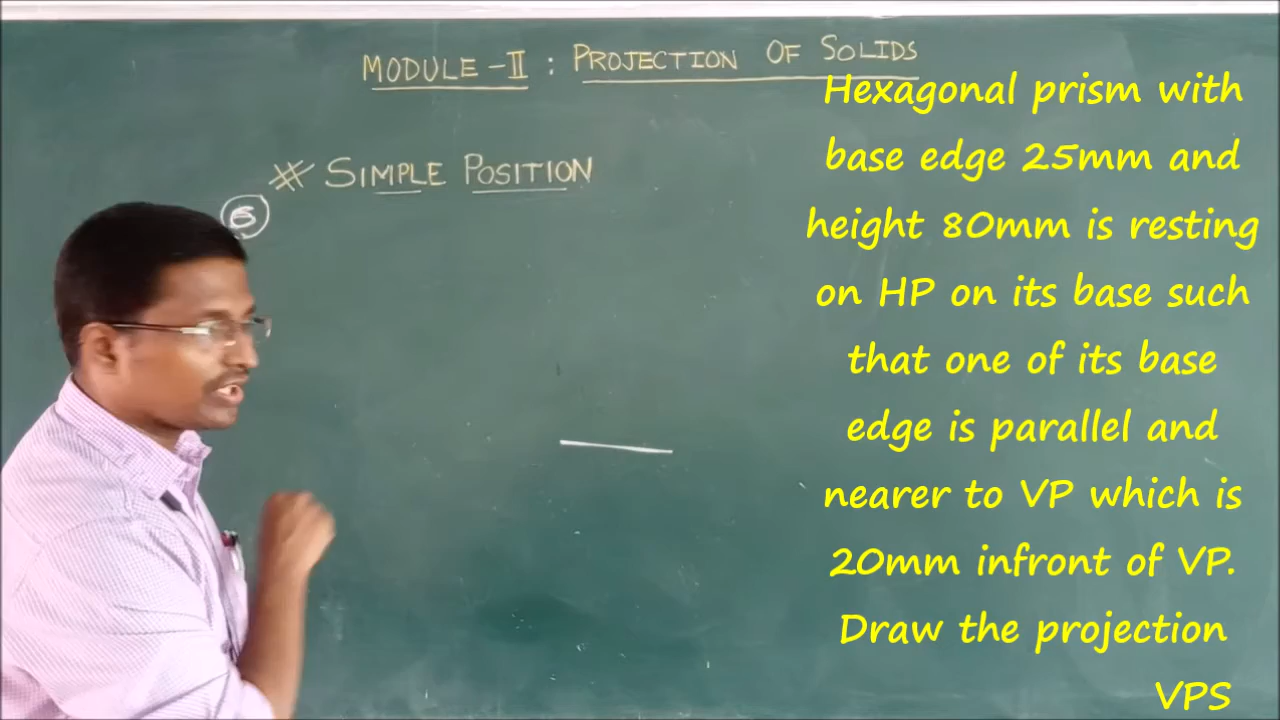 MODULE-II : PROJECTION OF SOLIDS
# SIMPLE POSITION
6
Hexagonal prism with
base edge 25mm and
height 80mm is resting
on HP on its base such
that one of its base
edge is parallel and
nearer to VP which is
20mm infront of VP.
Draw the projection
VPS